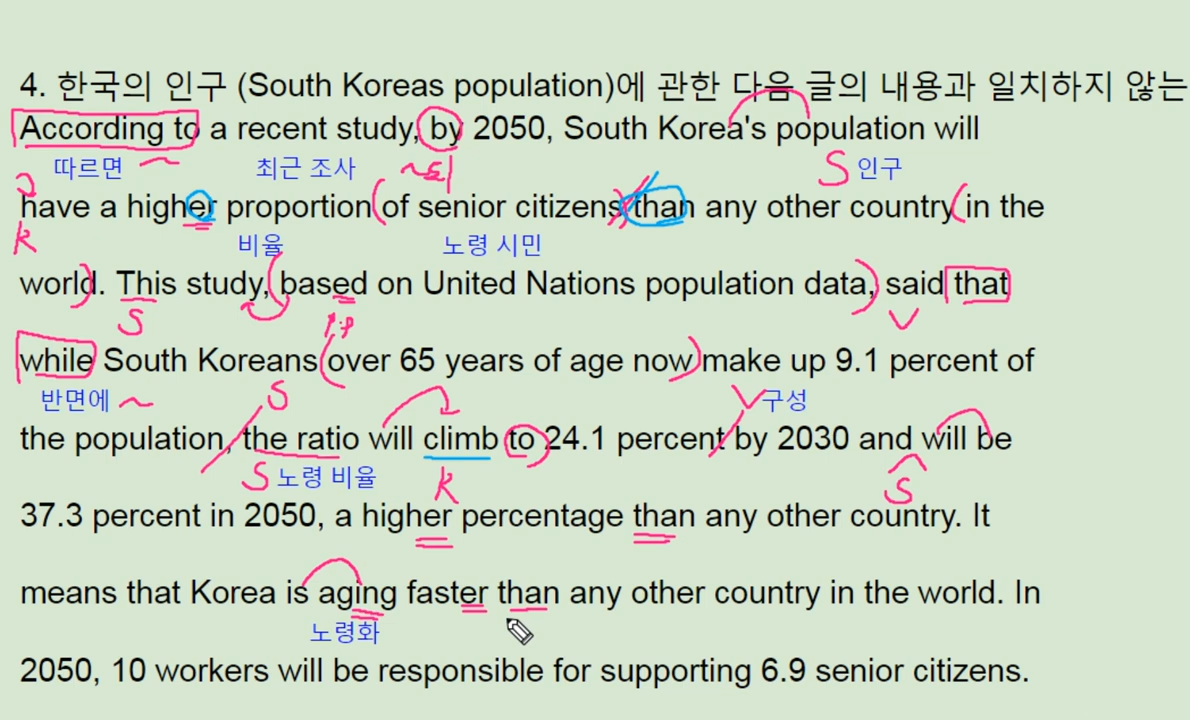 4. 한국의 인구 (South Koreas population)에 관한 다음 글의 내용과 일치하지 않는
According to a recent study, by 2050, South Korea's population will
따르면 ~ 최근 조사 ~S 인구
have a higher proportion (of senior citizens) than any other country (in the
R 비율 노령 시민
world). This study, (based on United Nations population data), said that
S p.p V
while South Koreans (over 65 years of age now) make up 9.1 percent of
반면에 ~ S V 구성
the population, / the ratio will climb to 24.1 percent / by 2030 and will be
S 노령 비율 R S
37.3 percent in 2050, a higher percentage than any other country. It
means that Korea is aging faster than any other country in the world. In
노령화
2050, 10 workers will be responsible for supporting 6.9 senior citizens.